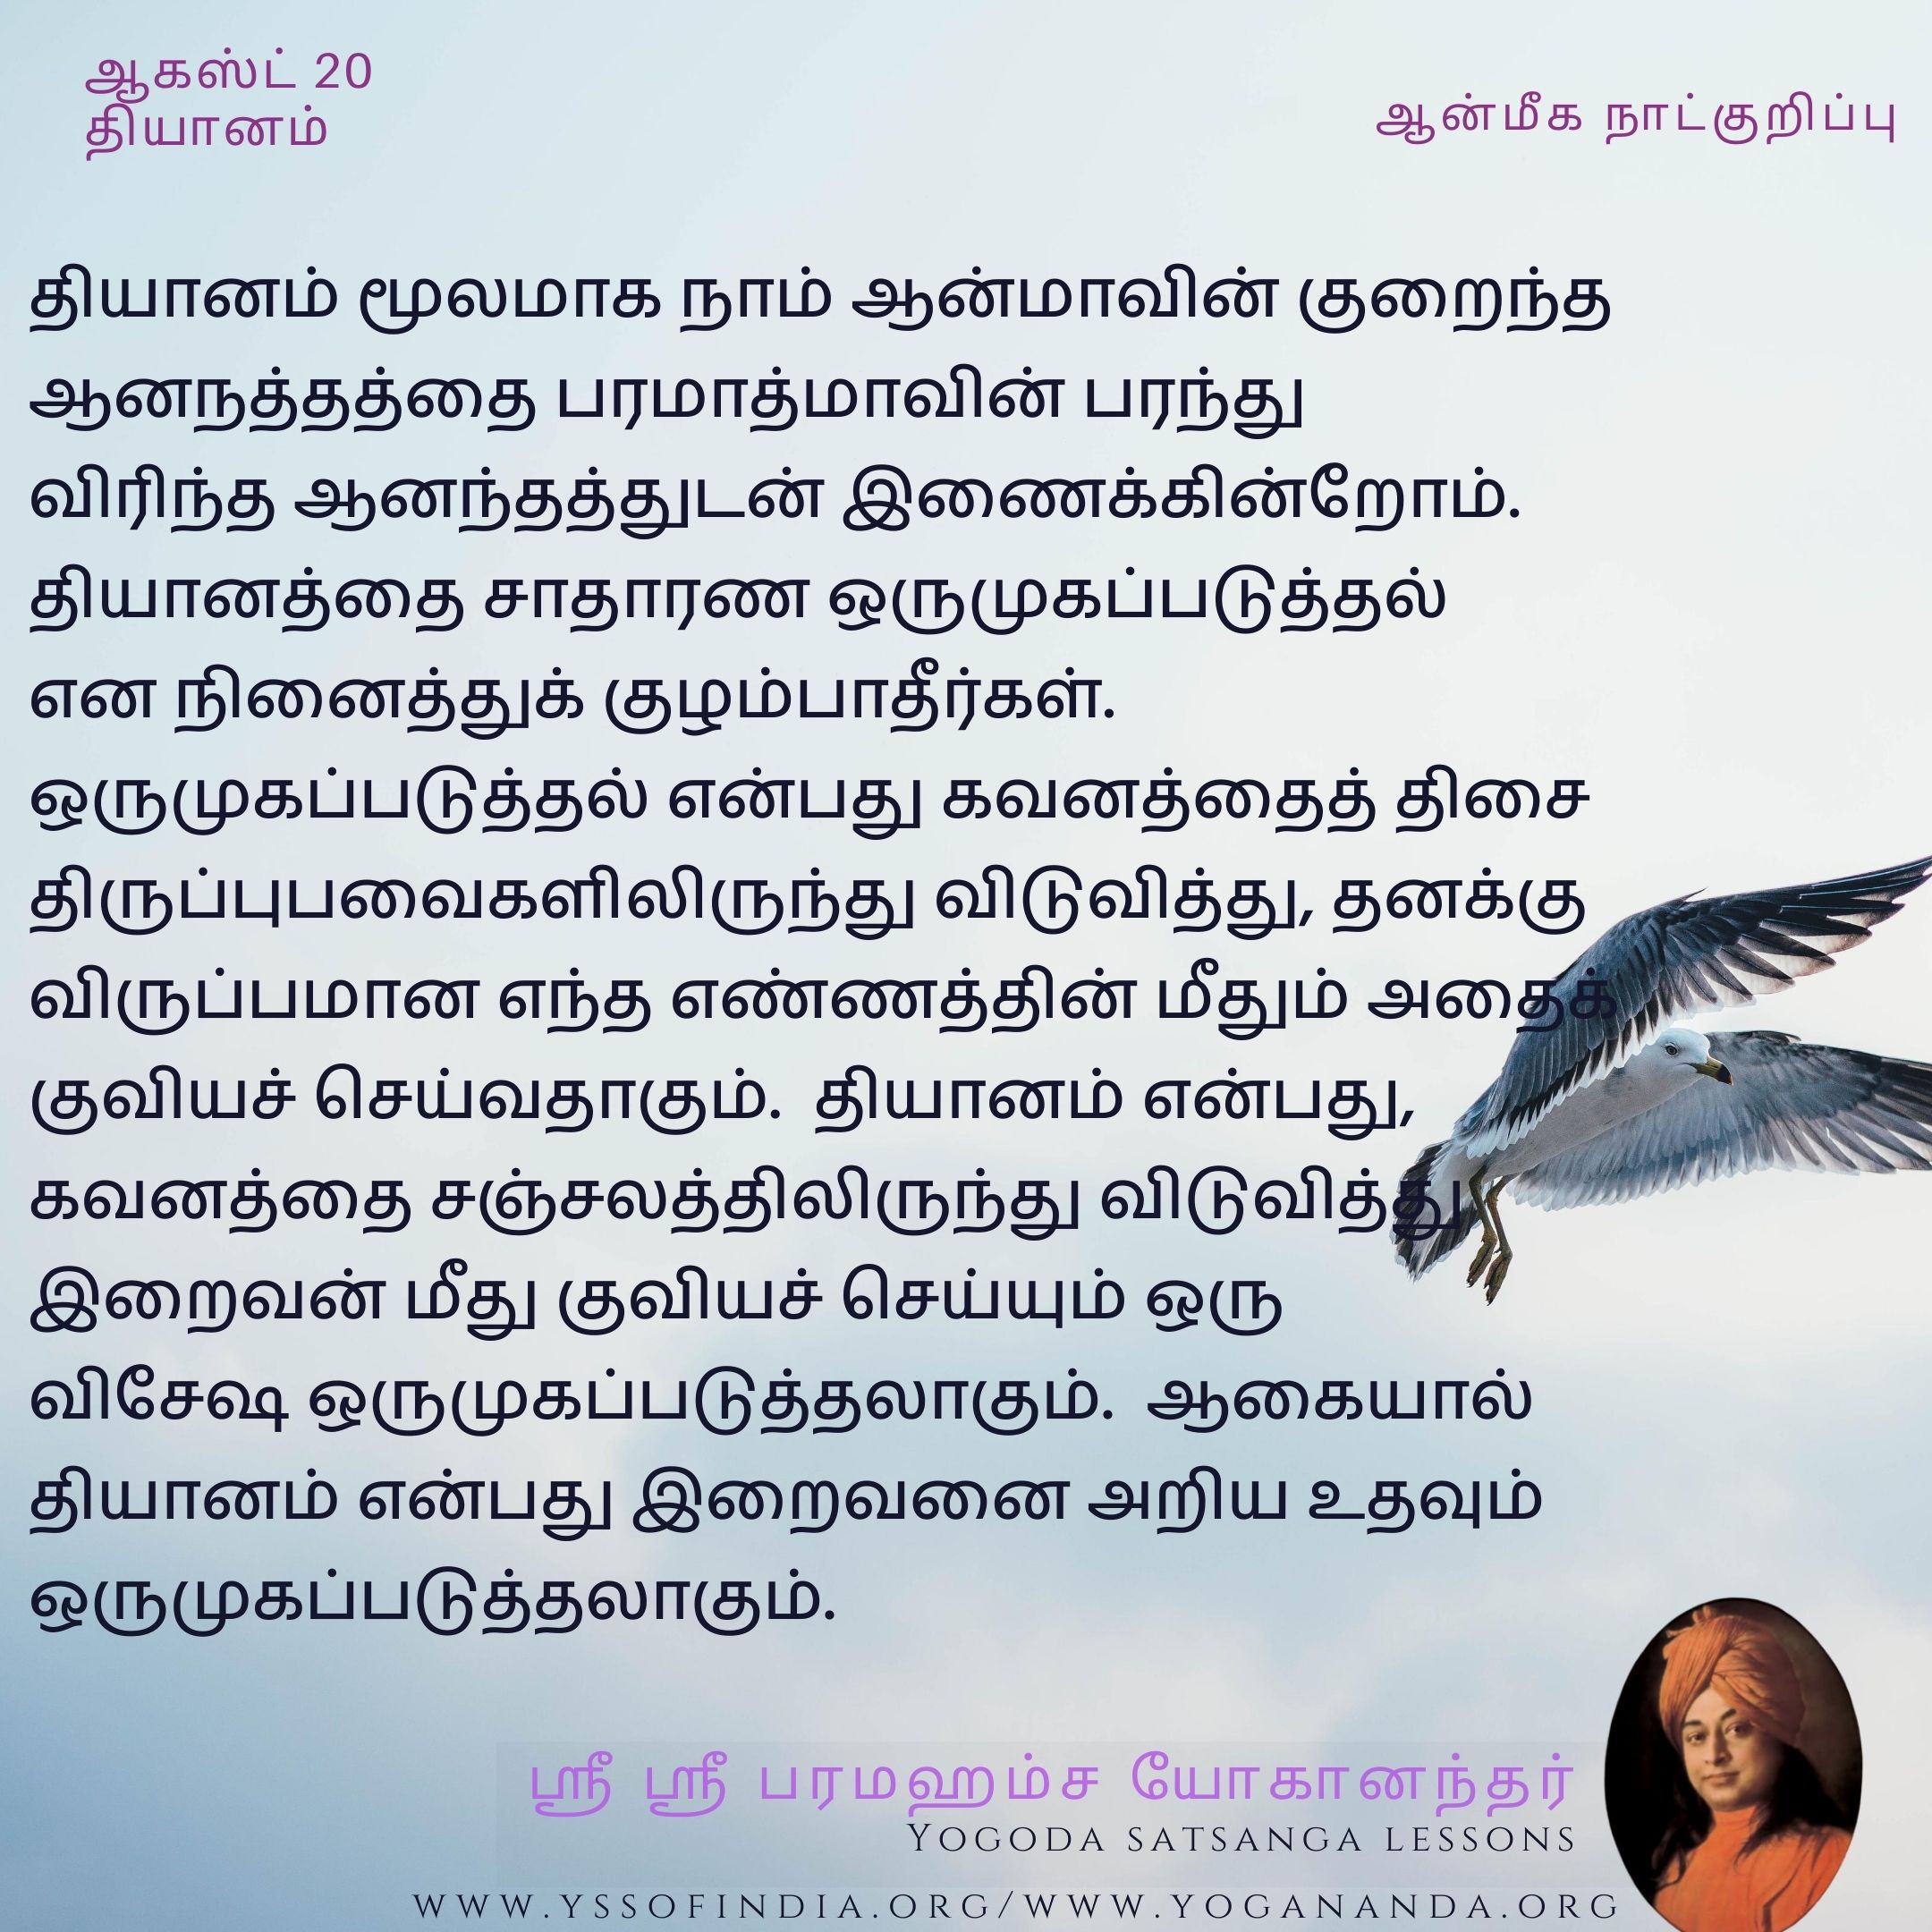 ஆகஸ்ட் 20
தியானம்
ஆன்மீக நாட்குறிப்பு
தியானம் மூலமாக நாம் ஆன்மாவின் குறைந்த
ஆனநத்தத்தை பரமாத்மாவின் பரந்து
விரிந்த ஆனந்தத்துடன் இணைக்கின்றோம்.
தியானத்தை சாதாரண ஒருமுகப்படுத்தல்
என நினைத்துக் குழம்பாதீர்கள்.
ஒருமுகப்படுத்தல் என்பது கவனத்தைத் திசை
திருப்புபவைகளிலிருந்து விடுவித்து, தனக்கு
விருப்பமான எந்த எண்ணத்தின் மீதும் அதைக்
குவியச் செய்வதாகும். தியானம் என்பது,
கவனத்தை சஞ்சலத்திலிருந்து விடுவித்து
இறைவன் மீது குவியச் செய்யும் ஒரு
விசேஷ ஒருமுகப்படுத்தலாகும். ஆகையால்
தியானம் என்பது இறைவனை அறிய உதவும்
ஒருமுகப்படுத்தலாகும்.
ஸ்ரீ ஸ்ரீ பரமஹம்ச யோகானந்தர்
YOGODA SATSANGA LESSONS
WWW.YSSOFINDIA.ORG/WWW.YOGANANDA.ORG